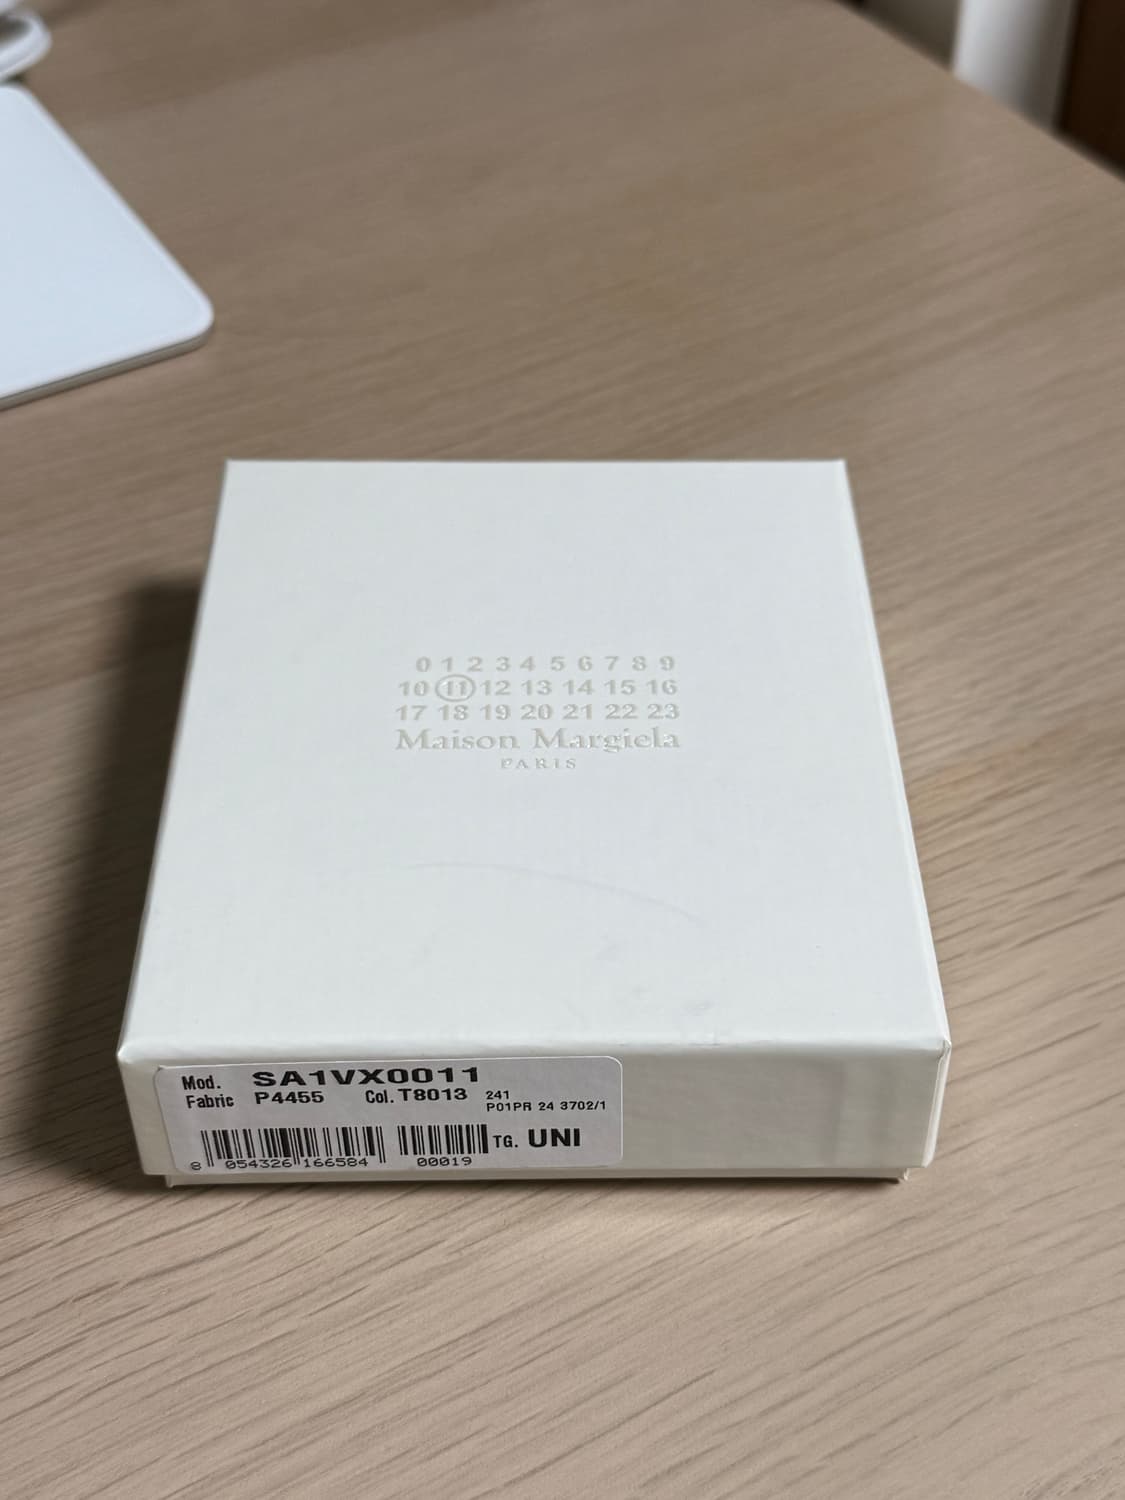 0 1 2 3 4 5 6 7 8 9
10 11 12 13 14 15 16
17 18 19 20 21 22 23
Maison Margiela
PARIS
Mod. SA1VX0011
Fabric P4455 Col. T8013 241
P01PR 24 3702/1
TG. UNI
8 054326 166584 00019